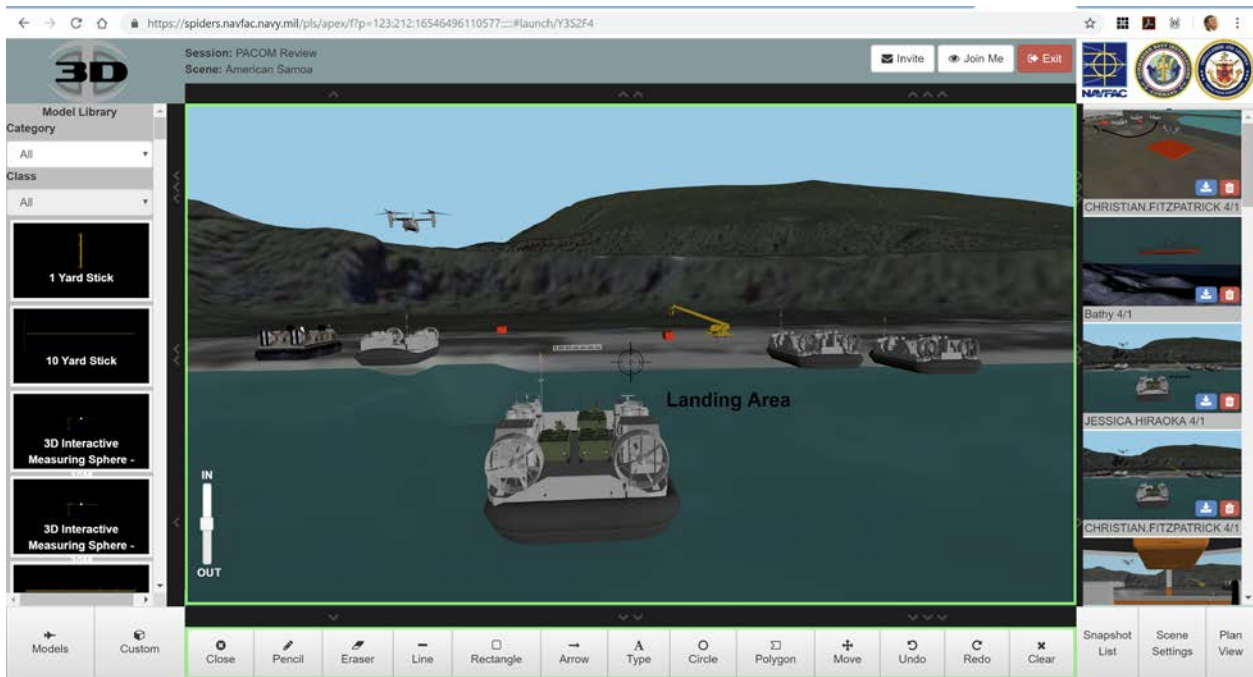 https://spiders.navfac.navy.mil/pls/apex/f?p=123:212:16546496110577::::#launch/Y3S2F4
3D
Session: PACOM Review
Scene: American Samoa
Invite
Join Me
Exit
NAVFAC
Model Library
Category
All
Class
All
1 Yard Stick
10 Yard Stick
3D Interactive
Measuring Sphere -
3D Interactive
Measuring Sphere -
Landing Area
IN
OUT
CHRISTIAN.FITZPATRICK 4/1
Bathy 4/1
JESSICA.HIRAOKA 4/1
CHRISTIAN.FITZPATRICK 4/1
Models
Custom
Close
Pencil
Eraser
Line
Rectangle
Arrow
A
Type
Circle
Polygon
Move
Undo
Redo
Clear
Snapshot
List
Scene
Settings
Plan
View